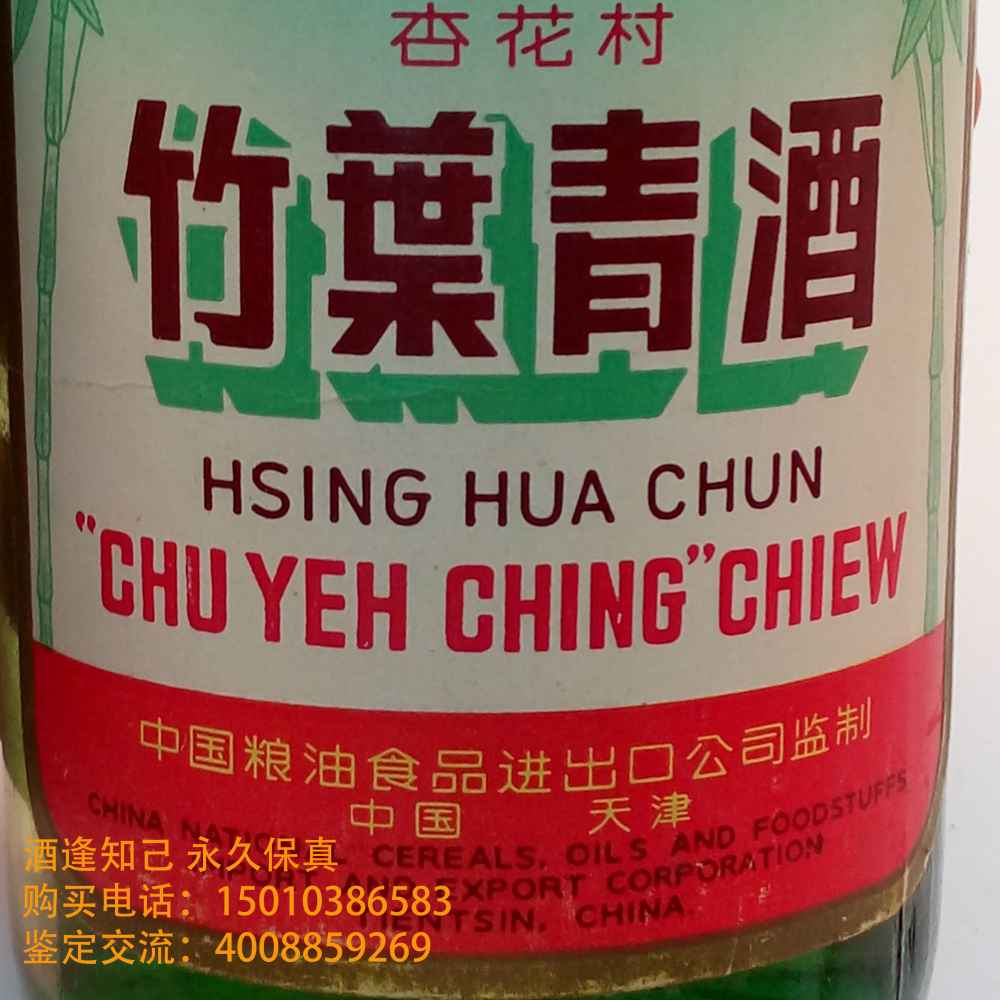 杏花村
竹葉青酒
HSING HUA CHUN
"CHU YEH CHING" CHIEW
中国粮油食品进出口公司监制
中国 天津
CHINA NATIONAL CEREALS, OILS AND FOODSTUFFS
IMPORT AND EXPORT CORPORATION
TIENTSIN, CHINA.
酒逢知己 永久保真
购买电话：15010386583
鉴定交流：4008859269